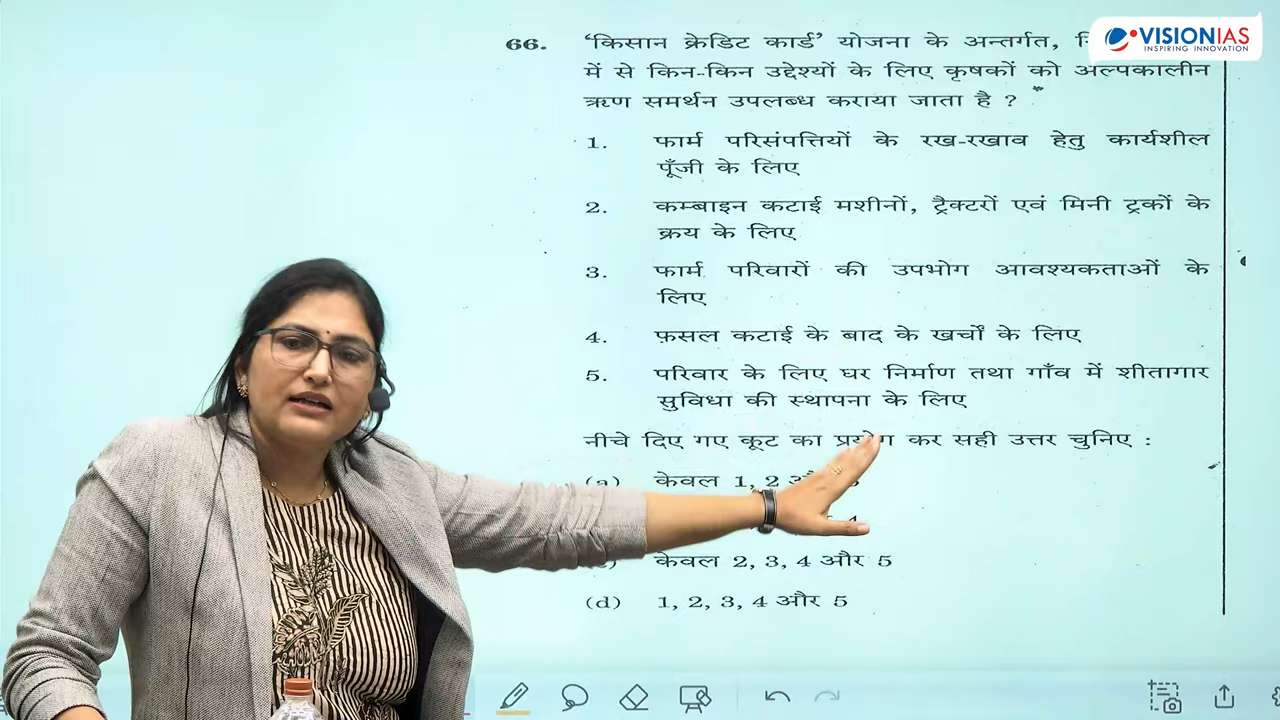 VISIONIAS
INSPIRING INNOVATION
66. ‘किसान क्रेडिट कार्ड’ योजना के अन्तर्गत,
में से किन-किन उद्देश्यों के लिए कृषकों को अल्पकालीन
ऋण समर्थन उपलब्ध कराया जाता है ?
1. फार्म परिसंपत्तियों के रख-रखाव हेतु कार्यशील
पूँजी के लिए
2. कम्बाइन कटाई मशीनों, ट्रैक्टरों एवं मिनी ट्रकों के
क्रय के लिए
3. फार्म परिवारों की उपभोग आवश्यकताओं के
लिए
4. फ़सल कटाई के बाद के खर्चों के लिए
5. परिवार के लिए घर निर्माण तथा गाँव में शीतागार
सुविधा की स्थापना के लिए
नीचे दिए गए कूट का प्रयोग कर सही उत्तर चुनिए :
(a) केवल 1, 2
केवल 2, 3, 4 और 5
(d) 1, 2, 3, 4 और 5